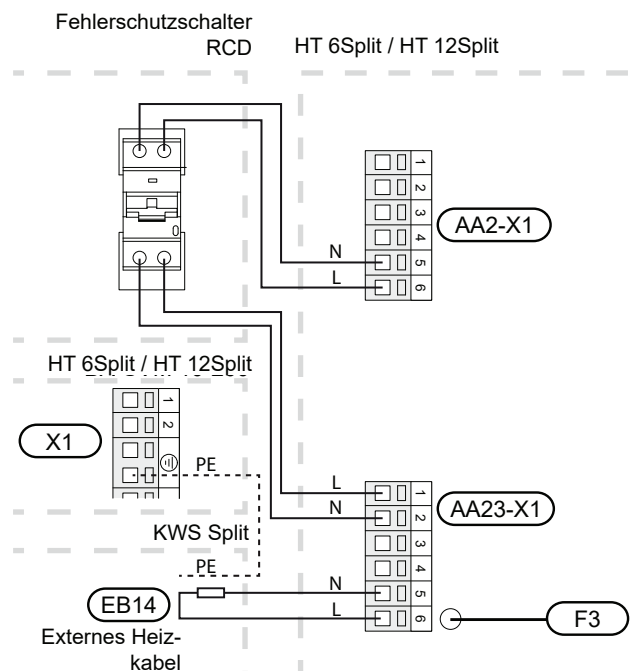 Fehlerschutzschalter
RCD
HT 6Split / HT 12Split
1
2
3
4
5
6
AA2-X1
N
L
0
HT 6Split / HT 12Split
1
2
X1
PE
KWS Split
PE
L
N
1
2
3
4
5
6
AA23-X1
N
L
EB14
F3
Externes Heiz-
kabel